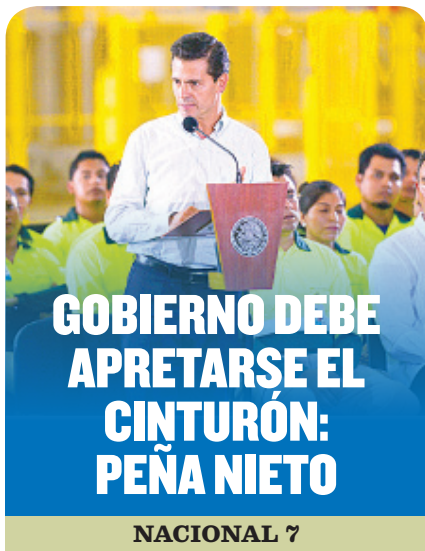 GOBIERNO DEBE
APRETARSE EL
CINTURÓN:
PEÑA NIETO
NACIONAL 7